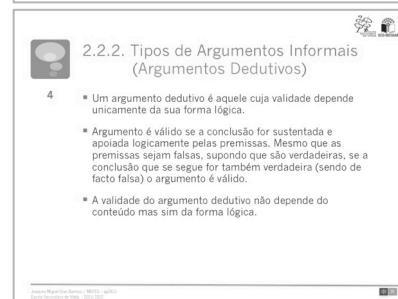 2.2.2. Tipos de Argumentos Informais
(Argumentos Dedutivos)
4
Um argumento dedutivo é aquele cuja validade depende
unicamente da sua forma lógica.
Argumento é válido se a conclusão for sustentada e
apoiada logicamente pelas premissas. Mesmo que as
premissas sejam falsas, supondo que são verdadeiras, se a
conclusão que se segue for também verdadeira (sendo de
facto falsa) o argumento é válido.
A validade do argumento dedutivo não depende do
conteúdo mas sim da forma lógica.